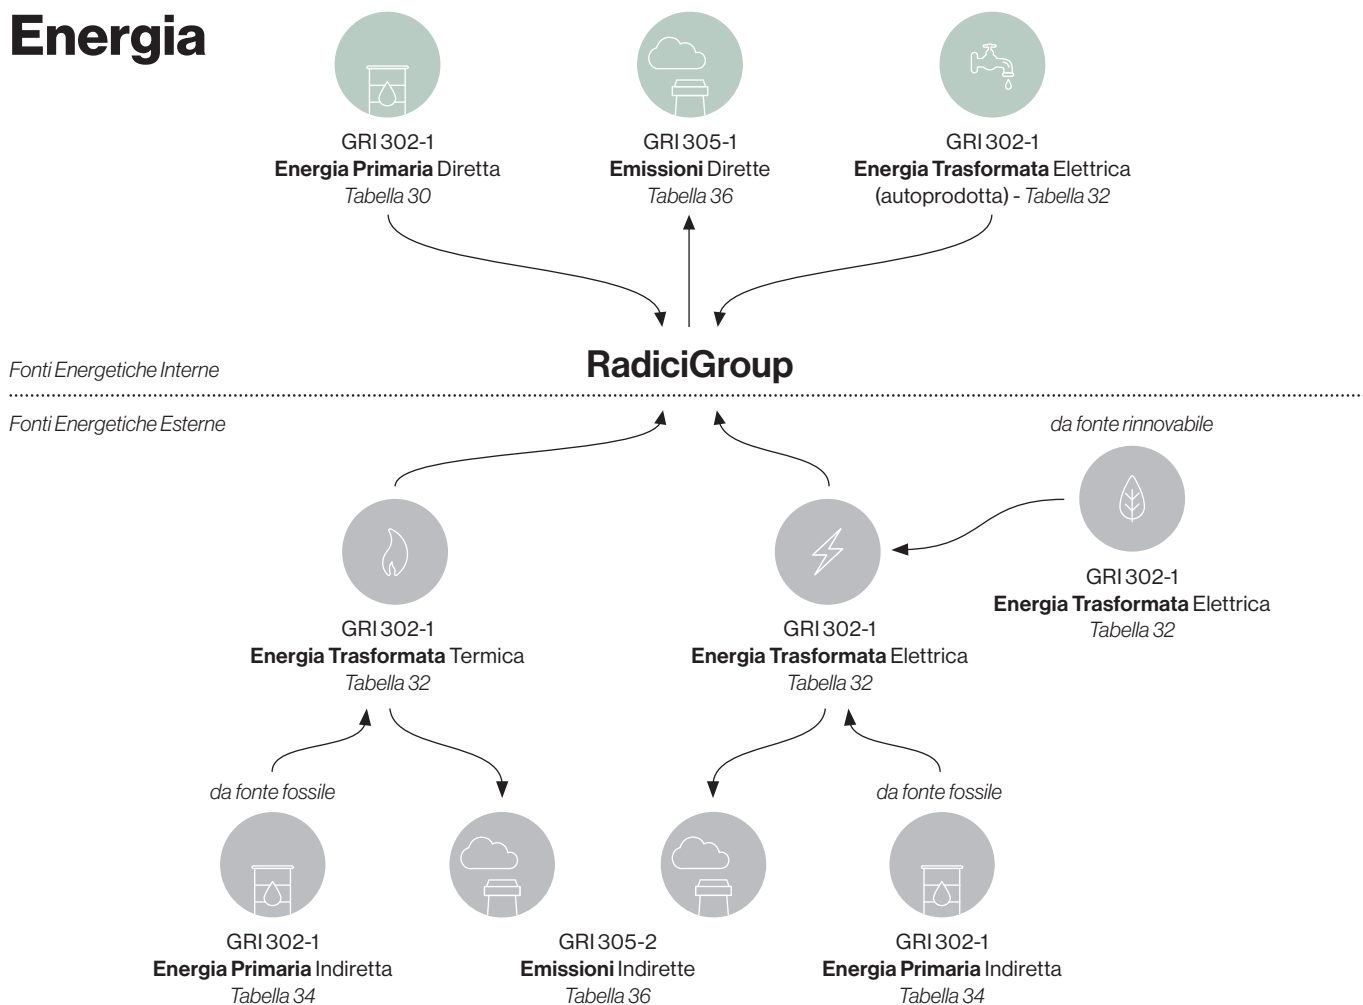 Energia
GRI 302-1
Energia Primaria Diretta
Tabella 30
GRI 305-1
Emissioni Dirette
Tabella 36
GRI 302-1
Energia Trasformata Elettrica
(autoprodotta) - Tabella 32
RadiciGroup
Fonti Energetiche Interne
Fonti Energetiche Esterne
da fonte rinnovabile
GRI 302-1
Energia Trasformata Elettrica
Tabella 32
GRI 302-1
Energia Trasformata Termica
Tabella 32
GRI 302-1
Energia Trasformata Elettrica
Tabella 32
da fonte fossile
da fonte fossile
GRI 302-1
Energia Primaria Indiretta
Tabella 34
GRI 305-2
Emissioni Indirette
Tabella 36
GRI 302-1
Energia Primaria Indiretta
Tabella 34